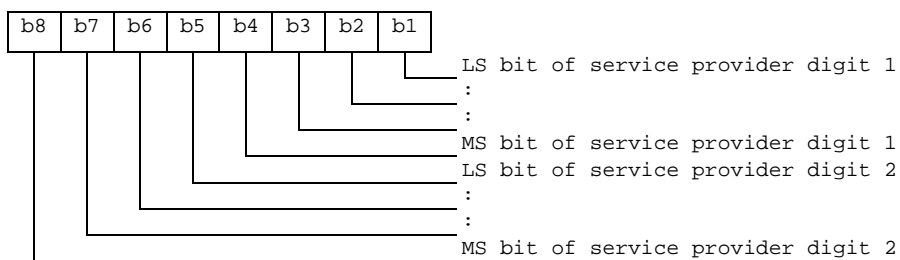 b8 b7 b6 b5 b4 b3 b2 b1
LS bit of service provider digit 1
:
:
MS bit of service provider digit 1
LS bit of service provider digit 2
:
:
MS bit of service provider digit 2